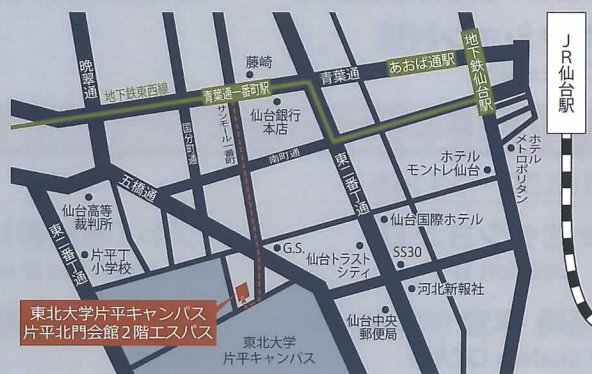 JR仙台駅
地下鉄仙台駅
あおば通駅
青葉通
藤崎
晩翠通
地下鉄東西線
青葉通一番町駅
仙台銀行
本店
サンモール一番町
国分町通
南町通
東二番丁通
ホテル
メトロポリタン
ホテル
モントレ仙台
五橋通
仙台高等
裁判所
片平丁
小学校
東二番丁通
仙台国際ホテル
G.S.
仙台トラスト
シティ
SS30
河北新報社
仙台中央
郵便局
東北大学片平キャンパス
片平北門会館2階エスパス
東北大学
片平キャンパス